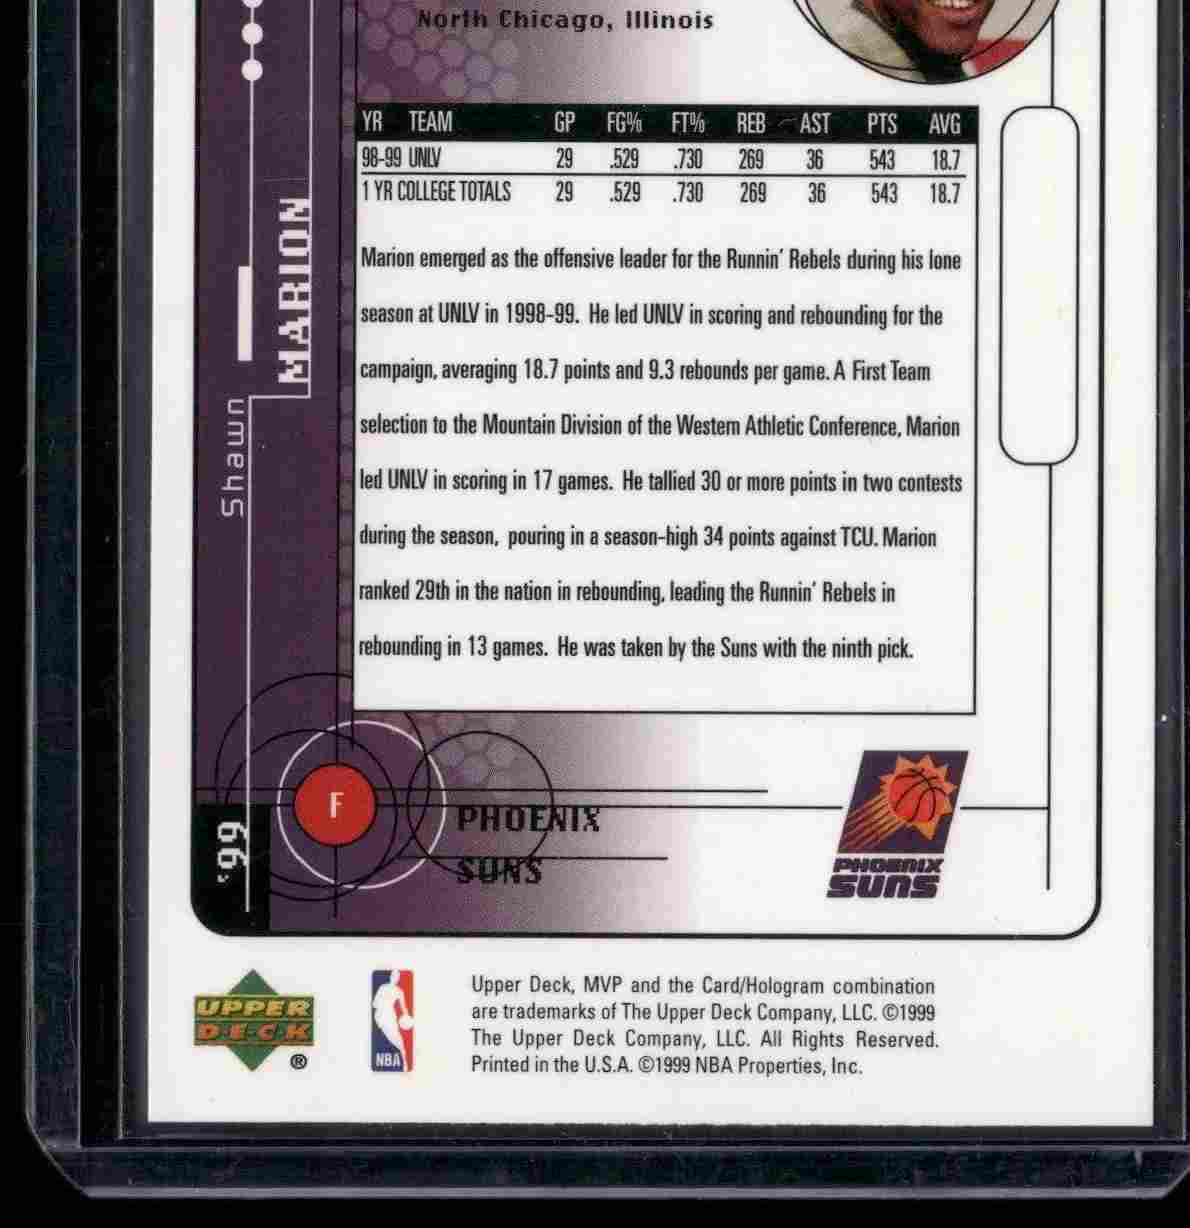 North Chicago, Illinois
YR TEAM GP FG% FT% REB AST PTS AVG
98-99 UNLV 29 .529 .730 269 36 543 18.7
1 YR COLLEGE TOTALS 29 .529 .730 269 36 543 18.7
Marion emerged as the offensive leader for the Runnin' Rebels during his lone
season at UNLV in 1998-99. He led UNLV in scoring and rebounding for the
campaign, averaging 18.7 points and 9.3 rebounds per game. A First Team
selection to the Mountain Division of the Western Athletic Conference, Marion
led UNLV in scoring in 17 games. He tallied 30 or more points in two contests
during the season, pouring in a season-high 34 points against TCU. Marion
ranked 29th in the nation in rebounding, leading the Runnin' Rebels in
rebounding in 13 games. He was taken by the Suns with the ninth pick.
Shawn
MARION
'99
F
PHOENIX
SUNS
PHOENIX
SUNS
UPPER
DECK
®
NBA
Upper Deck, MVP and the Card/Hologram combination
are trademarks of The Upper Deck Company, LLC. ©1999
The Upper Deck Company, LLC. All Rights Reserved.
Printed in the U.S.A. ©1999 NBA Properties, Inc.